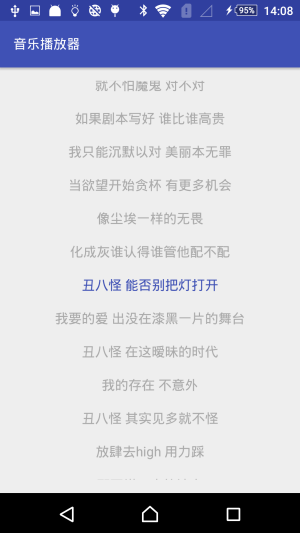 95% 14:08
音乐播放器
就不怕魔鬼 对不对
如果剧本写好 谁比谁高贵
我只能沉默以对 美丽本无罪
当欲望开始贪杯 有更多机会
像尘埃一样的无畏
化成灰谁认得谁管他配不配
丑八怪 能否别把灯打开
我要的爱 出没在漆黑一片的舞台
丑八怪 在这暧昧的时代
我的存在 不意外
丑八怪 其实见多就不怪
放肆去high 用力踩